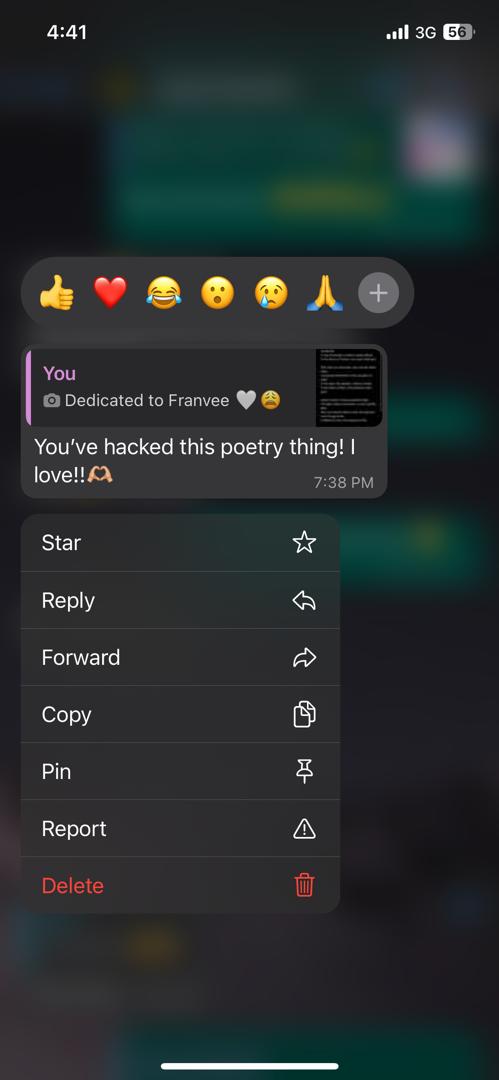 4:41
3G 56
You
Dedicated to Franvee 🤍😩
You’ve hacked this poetry thing! I
love!!🫶🏽
7:38 PM
Star
Reply
Forward
Copy
Pin
Report
Delete